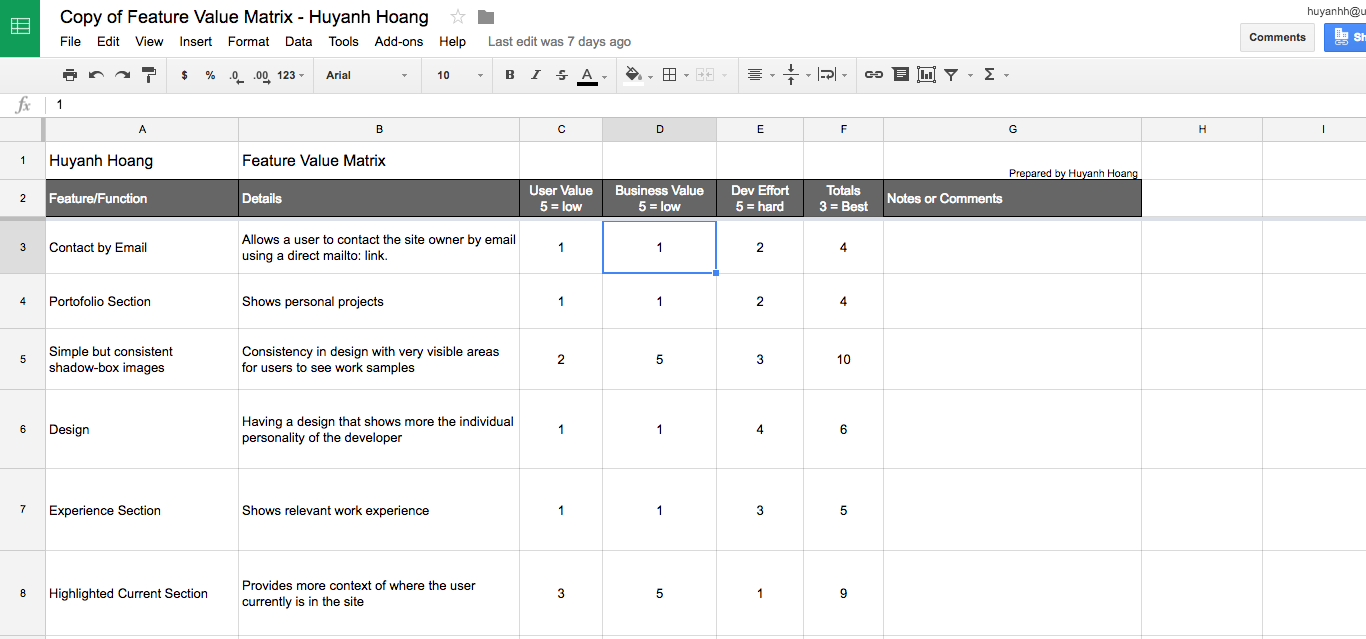 Copy of Feature Value Matrix - Huyanh Hoang
huyanhh@u
File Edit View Insert Format Data Tools Add-ons Help Last edit was 7 days ago
Comments Sh
$ % .0 .00 123 Arial 10 B I S A Σ
fx 1
A B C D E F G H I
1 Huyanh Hoang Feature Value Matrix Prepared by Huyanh Hoang
2 Feature/Function Details User Value Business Value Dev Effort Totals Notes or Comments
5 = low 5 = low 5 = hard 3 = Best
3 Contact by Email Allows a user to contact the site owner by email 1 1 2 4
using a direct mailto: link.
4 Portofolio Section Shows personal projects 1 1 2 4
5 Simple but consistent Consistency in design with very visible areas 2 5 3 10
shadow-box images for users to see work samples
6 Design Having a design that shows more the individual 1 1 4 6
personality of the developer
7 Experience Section Shows relevant work experience 1 1 3 5
8 Highlighted Current Section Provides more context of where the user 3 5 1 9
currently is in the site